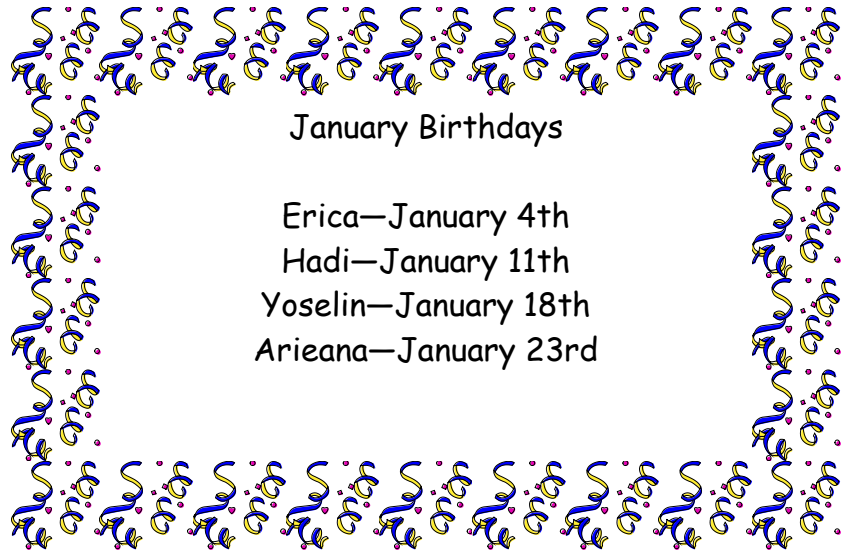 January Birthdays
Erica—January 4th
Hadi—January 11th
Yoselin—January 18th
Arieana—January 23rd